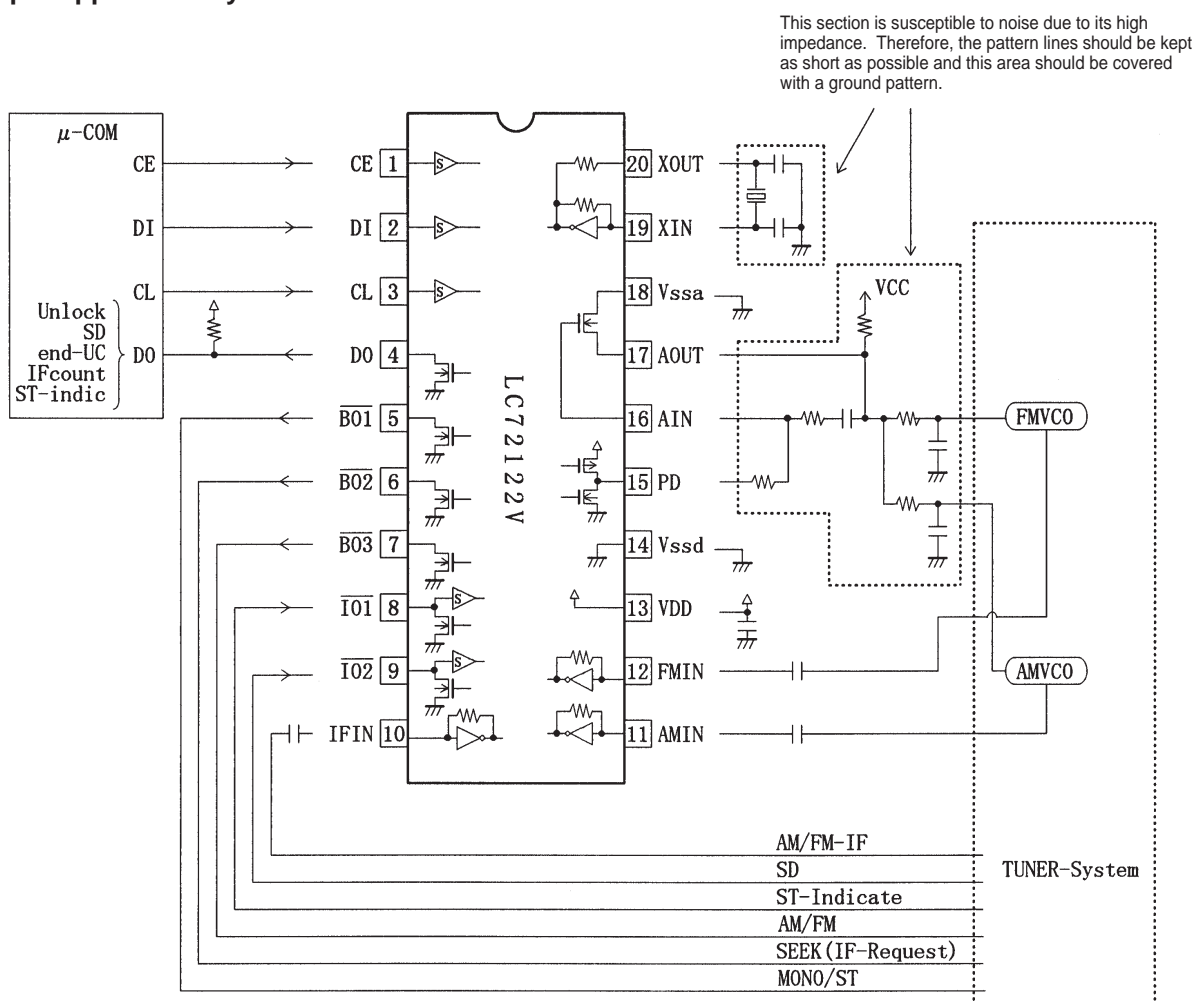 This section is susceptible to noise due to its high
impedance. Therefore, the pattern lines should be kept
as short as possible and this area should be covered
with a ground pattern.
μ-COM
CE
DI
CL
Unlock
SD
end-UC
IFcount
ST-indic
DO
CE 1
DI 2
CL 3
DO 4
BO1 5
BO2 6
BO3 7
IO1 8
IO2 9
IFIN 10
S
S
S
S
S
LC72122V
20 XOUT
19 XIN
18 Vssa
17 AOUT
16 AIN
15 PD
14 Vssd
13 VDD
12 FMIN
11 AMIN
VCC
FMVCO
AMVCO
AM/FM-IF
SD
ST-Indicate
AM/FM
SEEK(IF-Request)
MONO/ST
TUNER-System